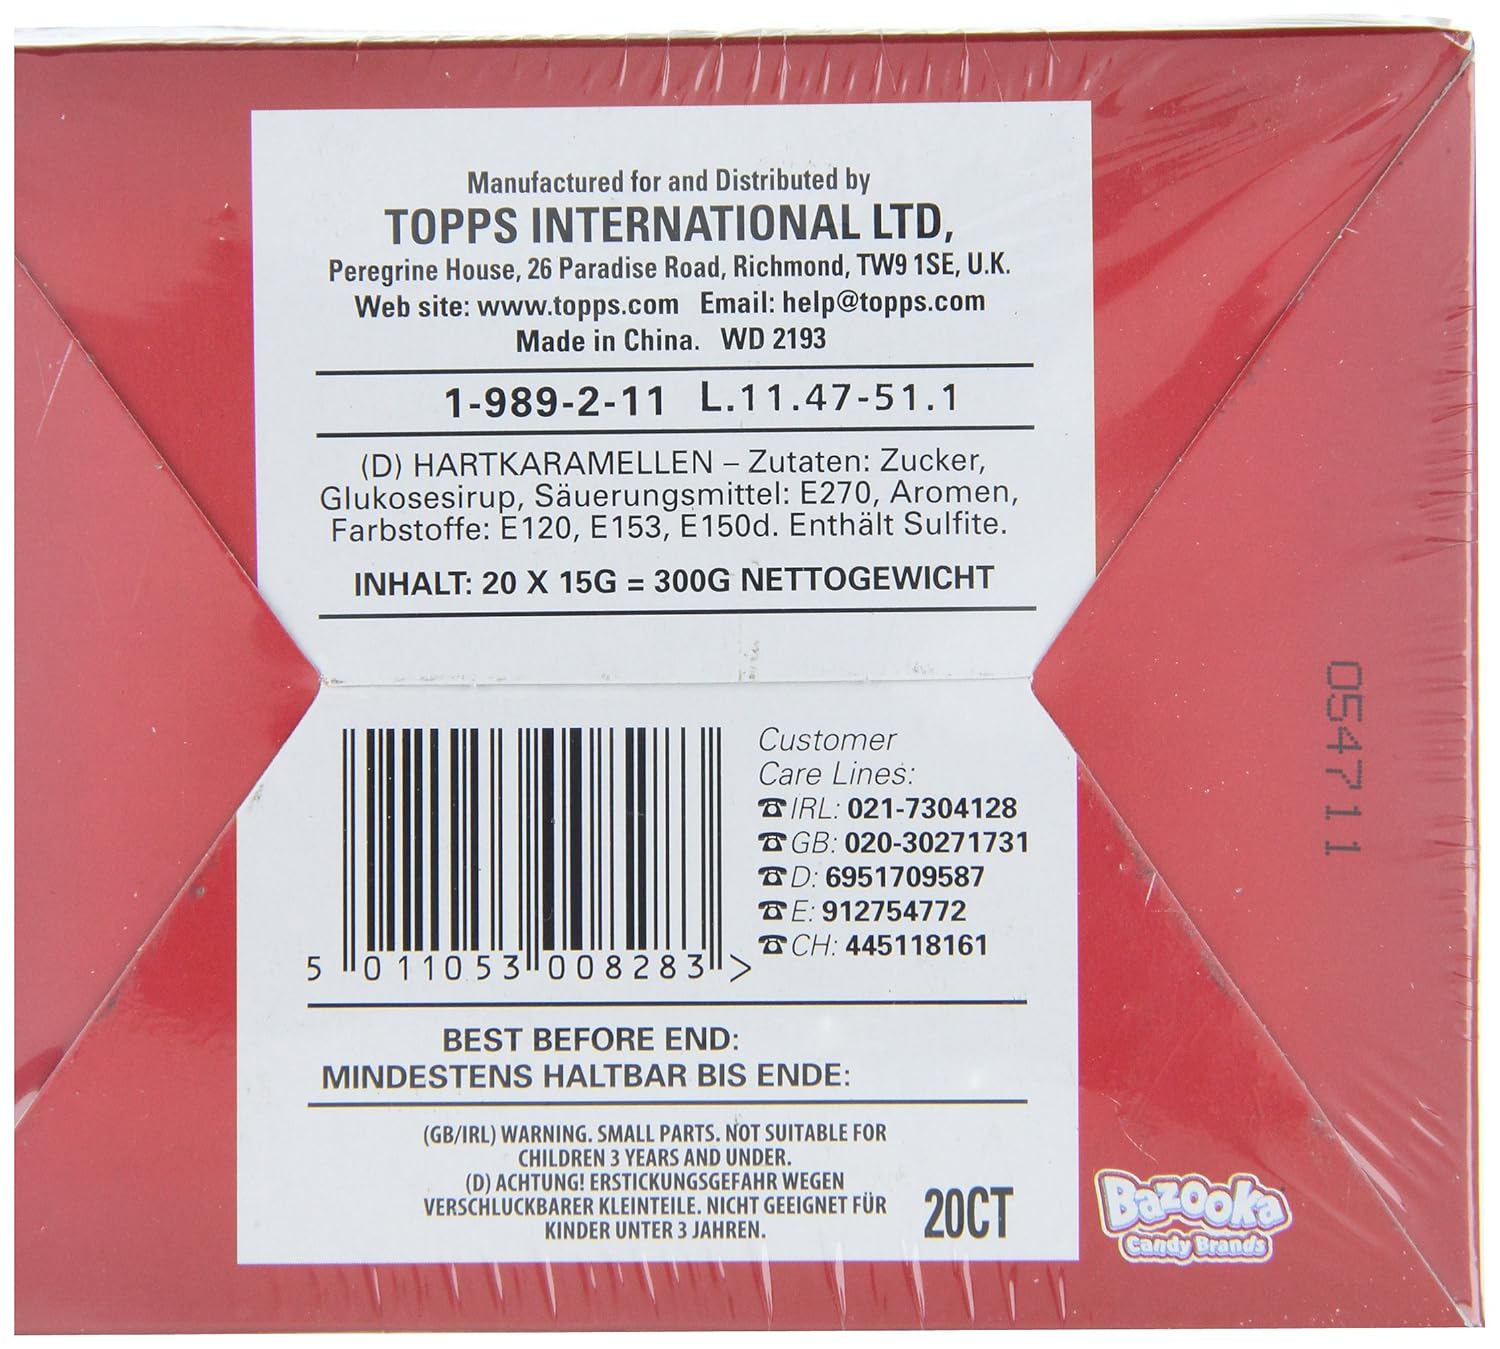 Manufactured for and Distributed by
TOPPS INTERNATIONAL LTD,
Peregrine House, 26 Paradise Road, Richmond, TW9 1SE, U.K.
Web site: www.topps.com Email: help@topps.com
Made in China. WD 2193
1-989-2-11 L.11.47-51.1
(D) HARTKARAMELLEN – Zutaten: Zucker,
Glukosesirup, Säuerungsmittel: E270, Aromen,
Farbstoffe: E120, E153, E150d. Enthält Sulfite.
INHALT: 20 X 15G = 300G NETTOGEWICHT
Customer
Care Lines:
☎IRL: 021-7304128
☎GB: 020-30271731
☎D: 6951709587
☎E: 912754772
☎CH: 445118161
5 011053 008283 >
BEST BEFORE END:
MINDESTENS HALTBAR BIS ENDE:
(GB/IRL) WARNING. SMALL PARTS. NOT SUITABLE FOR
CHILDREN 3 YEARS AND UNDER.
(D) ACHTUNG! ERSTICKUNGSGEFAHR WEGEN
VERSCHLUCKBARER KLEINTEILE. NICHT GEEIGNET FÜR
KINDER UNTER 3 JAHREN.
20CT
054711
Bazooka
Candy Brands